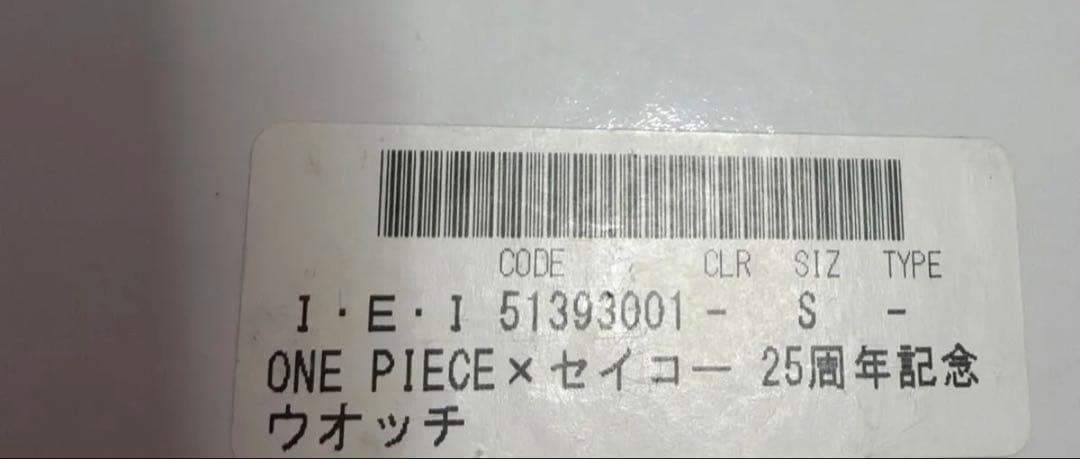 CODE CLR SIZ TYPE
I・E・I 51393001 - S -
ONE PIECE×セイコー 25周年記念
ウオッチ